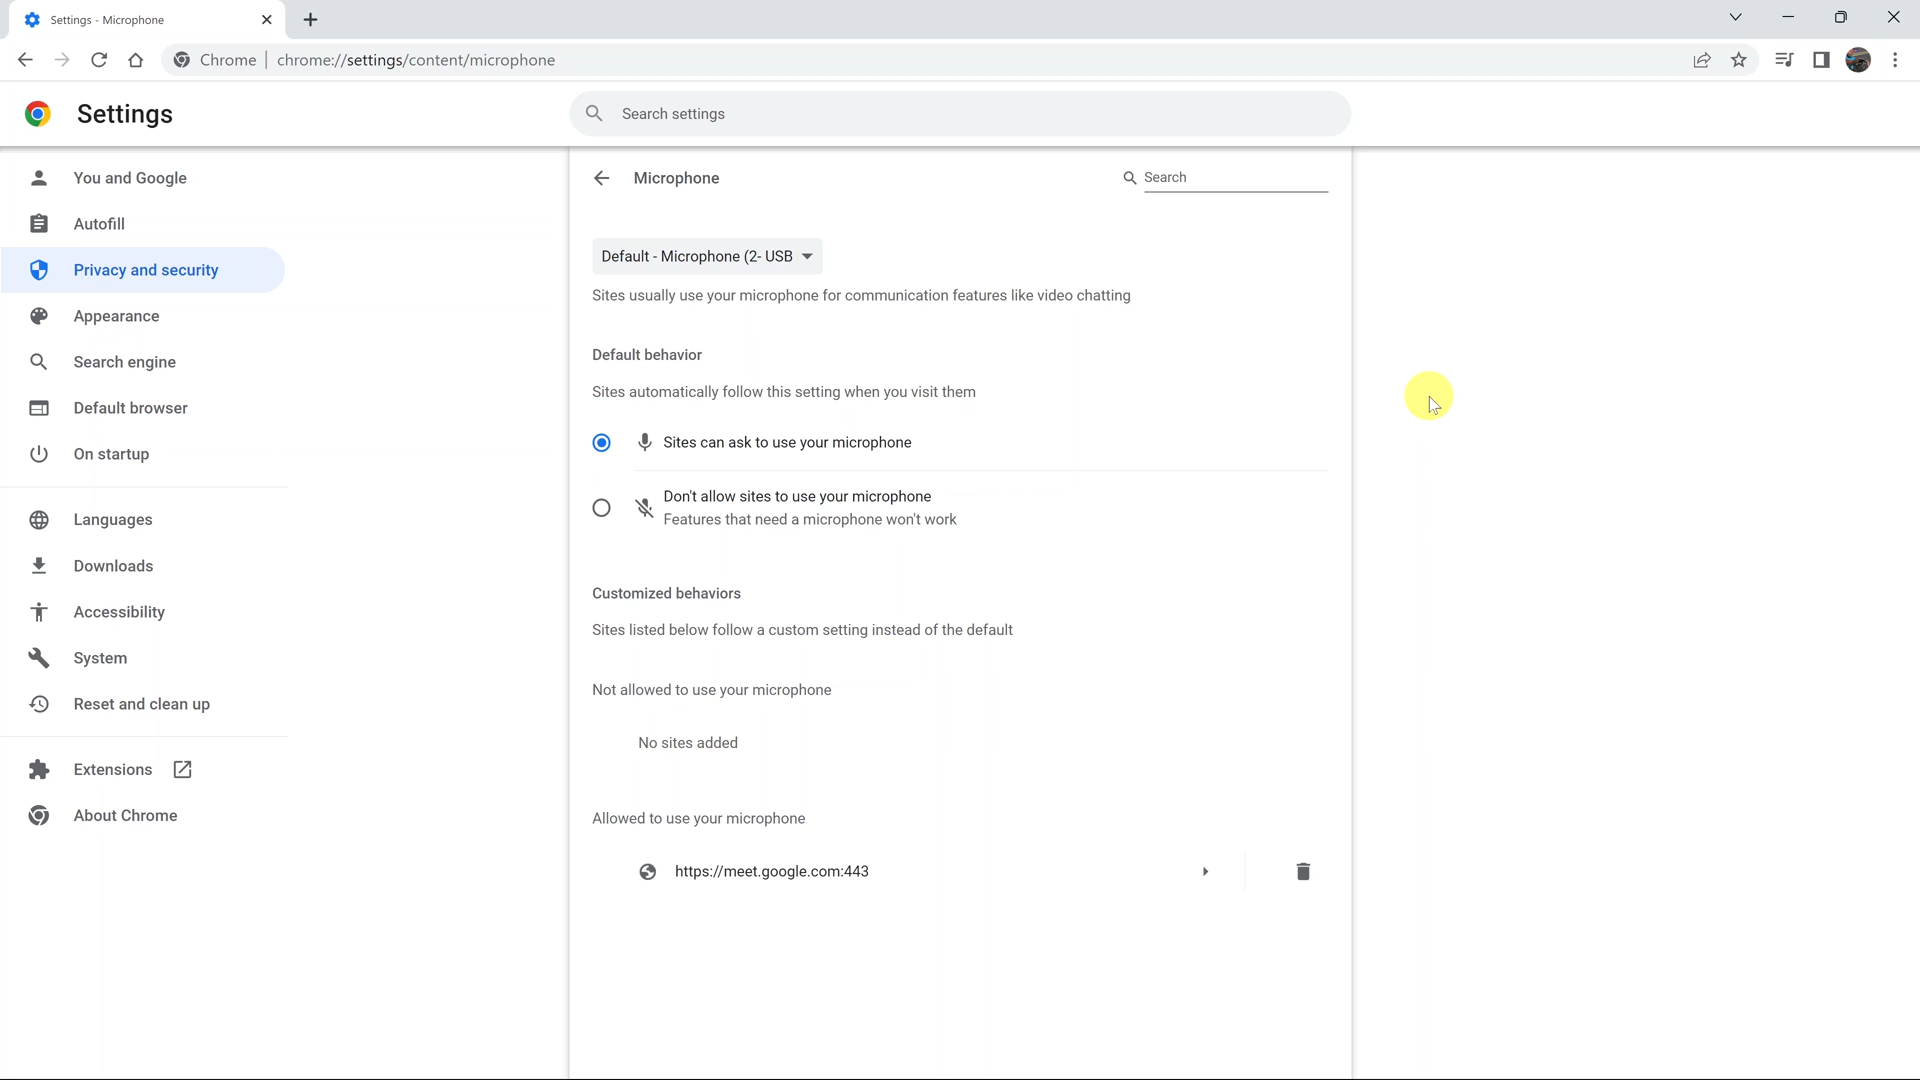 Settings - Microphone
Chrome
chrome://settings/content/microphone
Settings
Search settings
You and Google
Autofill
Privacy and security
Appearance
Search engine
Default browser
On startup
Languages
Downloads
Accessibility
System
Reset and clean up
Extensions
About Chrome
Microphone
Search
Default - Microphone (2- USB
Sites usually use your microphone for communication features like video chatting
Default behavior
Sites automatically follow this setting when you visit them
Sites can ask to use your microphone
Don't allow sites to use your microphone
Features that need a microphone won't work
Customized behaviors
Sites listed below follow a custom setting instead of the default
Not allowed to use your microphone
No sites added
Allowed to use your microphone
https://meet.google.com:443